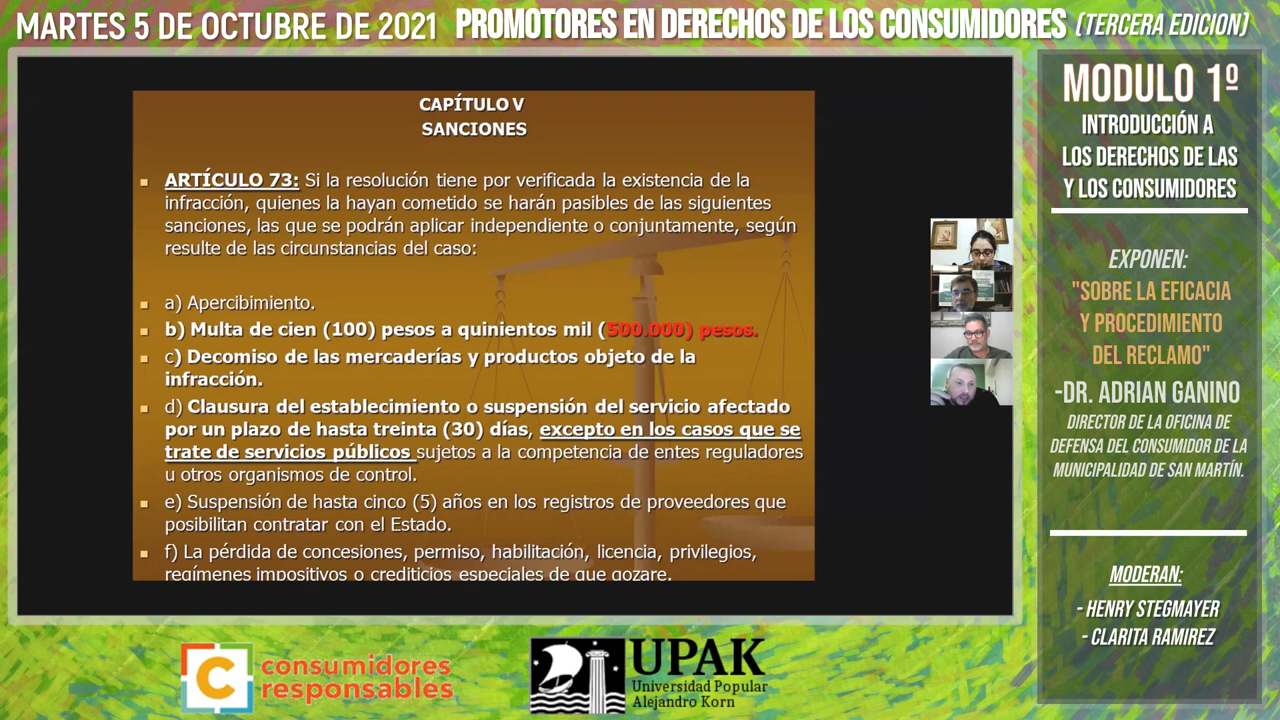 MARTES 5 DE OCTUBRE DE 2021 PROMOTORES EN DERECHOS DE LOS CONSUMIDORES (TERCERA EDICION)
CAPÍTULO V
SANCIONES
ARTÍCULO 73: Si la resolución tiene por verificada la existencia de la
infracción, quienes la hayan cometido se harán pasibles de las siguientes
sanciones, las que se podrán aplicar independiente o conjuntamente, según
resulte de las circunstancias del caso:
a) Apercibimiento.
b) Multa de cien (100) pesos a quinientos mil (500.000) pesos.
c) Decomiso de las mercaderías y productos objeto de la
infracción.
d) Clausura del establecimiento o suspensión del servicio afectado
por un plazo de hasta treinta (30) días, excepto en los casos que se
trate de servicios públicos sujetos a la competencia de entes reguladores
u otros organismos de control.
e) Suspensión de hasta cinco (5) años en los registros de proveedores que
posibilitan contratar con el Estado.
f) La pérdida de concesiones, permiso, habilitación, licencia, privilegios,
regímenes impositivos o crediticios especiales de que gozare.
MODULO 1º
INTRODUCCIÓN A
LOS DERECHOS DE LAS
Y LOS CONSUMIDORES
EXPONEN:
"SOBRE LA EFICACIA
Y PROCEDIMIENTO
DEL RECLAMO"
-DR. ADRIAN GANINO
DIRECTOR DE LA OFICINA DE
DEFENSA DEL CONSUMIDOR DE LA
MUNICIPALIDAD DE SAN MARTÍN.
MODERAN:
- HENRY STEGMAYER
- CLARITA RAMIREZ
C consumidores
responsables
UPAK
Universidad Popular
Alejandro Korn